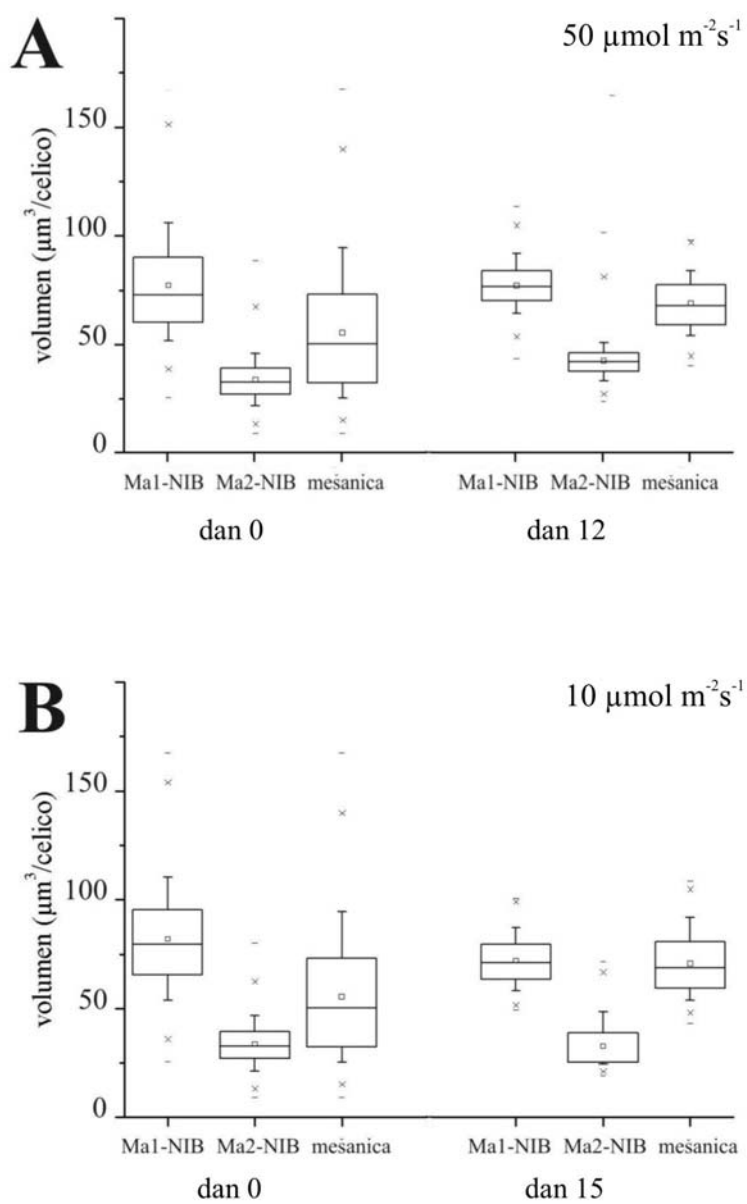 A
50 µmol m⁻²s⁻¹
volumen (µm³/celico)
150
100
50
0
Ma1-NIB Ma2-NIB mešanica Ma1-NIB Ma2-NIB mešanica
dan 0 dan 12
B
10 µmol m⁻²s⁻¹
volumen (µm³/celico)
150
100
50
0
Ma1-NIB Ma2-NIB mešanica Ma1-NIB Ma2-NIB mešanica
dan 0 dan 15